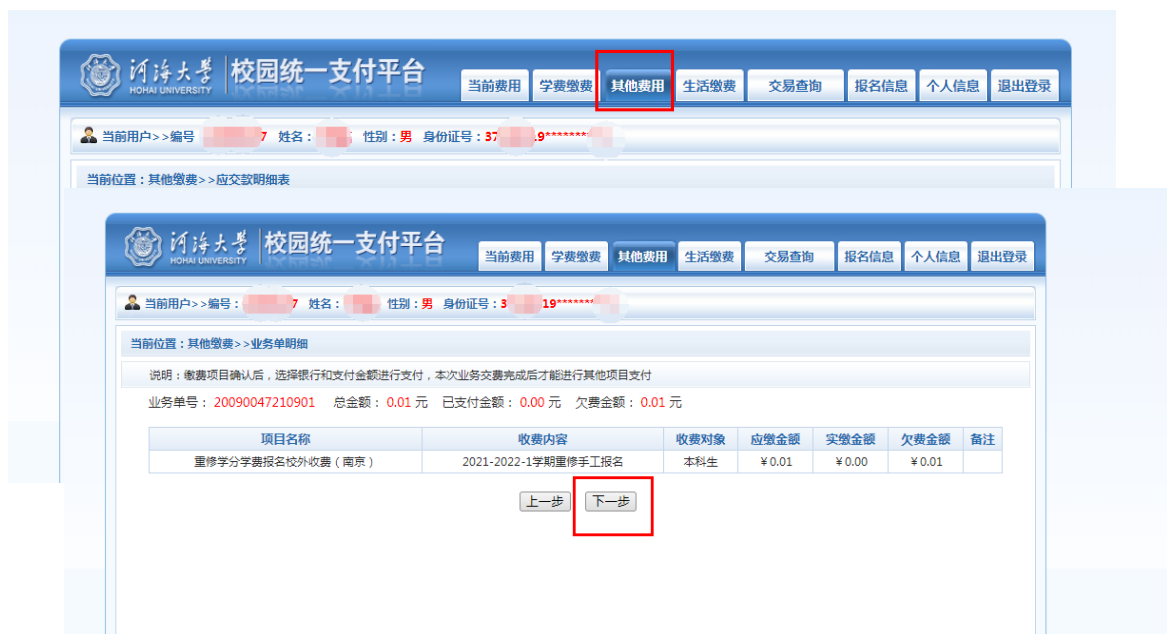 河海大学 校园统一支付平台
HOHAI UNIVERSITY
当前费用 学费缴费 其他费用 生活缴费 交易查询 报名信息 个人信息 退出登录
当前用户>>编号 7 姓名： 性别：男 身份证号：37 .9********
当前位置：其他缴费>>应交款明细表
河海大学 校园统一支付平台
HOHAI UNIVERSITY
当前费用 学费缴费 其他费用 生活缴费 交易查询 报名信息 个人信息 退出登录
当前用户>>编号： 7 姓名： 性别：男 身份证号：3 19*******
当前位置：其他缴费>>业务单明细
说明：缴费项目确认后，选择银行和支付金额进行支付，本次业务交费完成后才能进行其他项目支付
业务单号：20090047210901 总金额：0.01 元 已支付金额：0.00 元 欠费金额：0.01 元
项目名称 收费内容 收费对象 应缴金额 实缴金额 欠费金额 备注
重修学分学费报名校外收费（南京） 2021-2022-1学期重修手工报名 本科生 ￥0.01 ￥0.00 ￥0.01
上一步 下一步